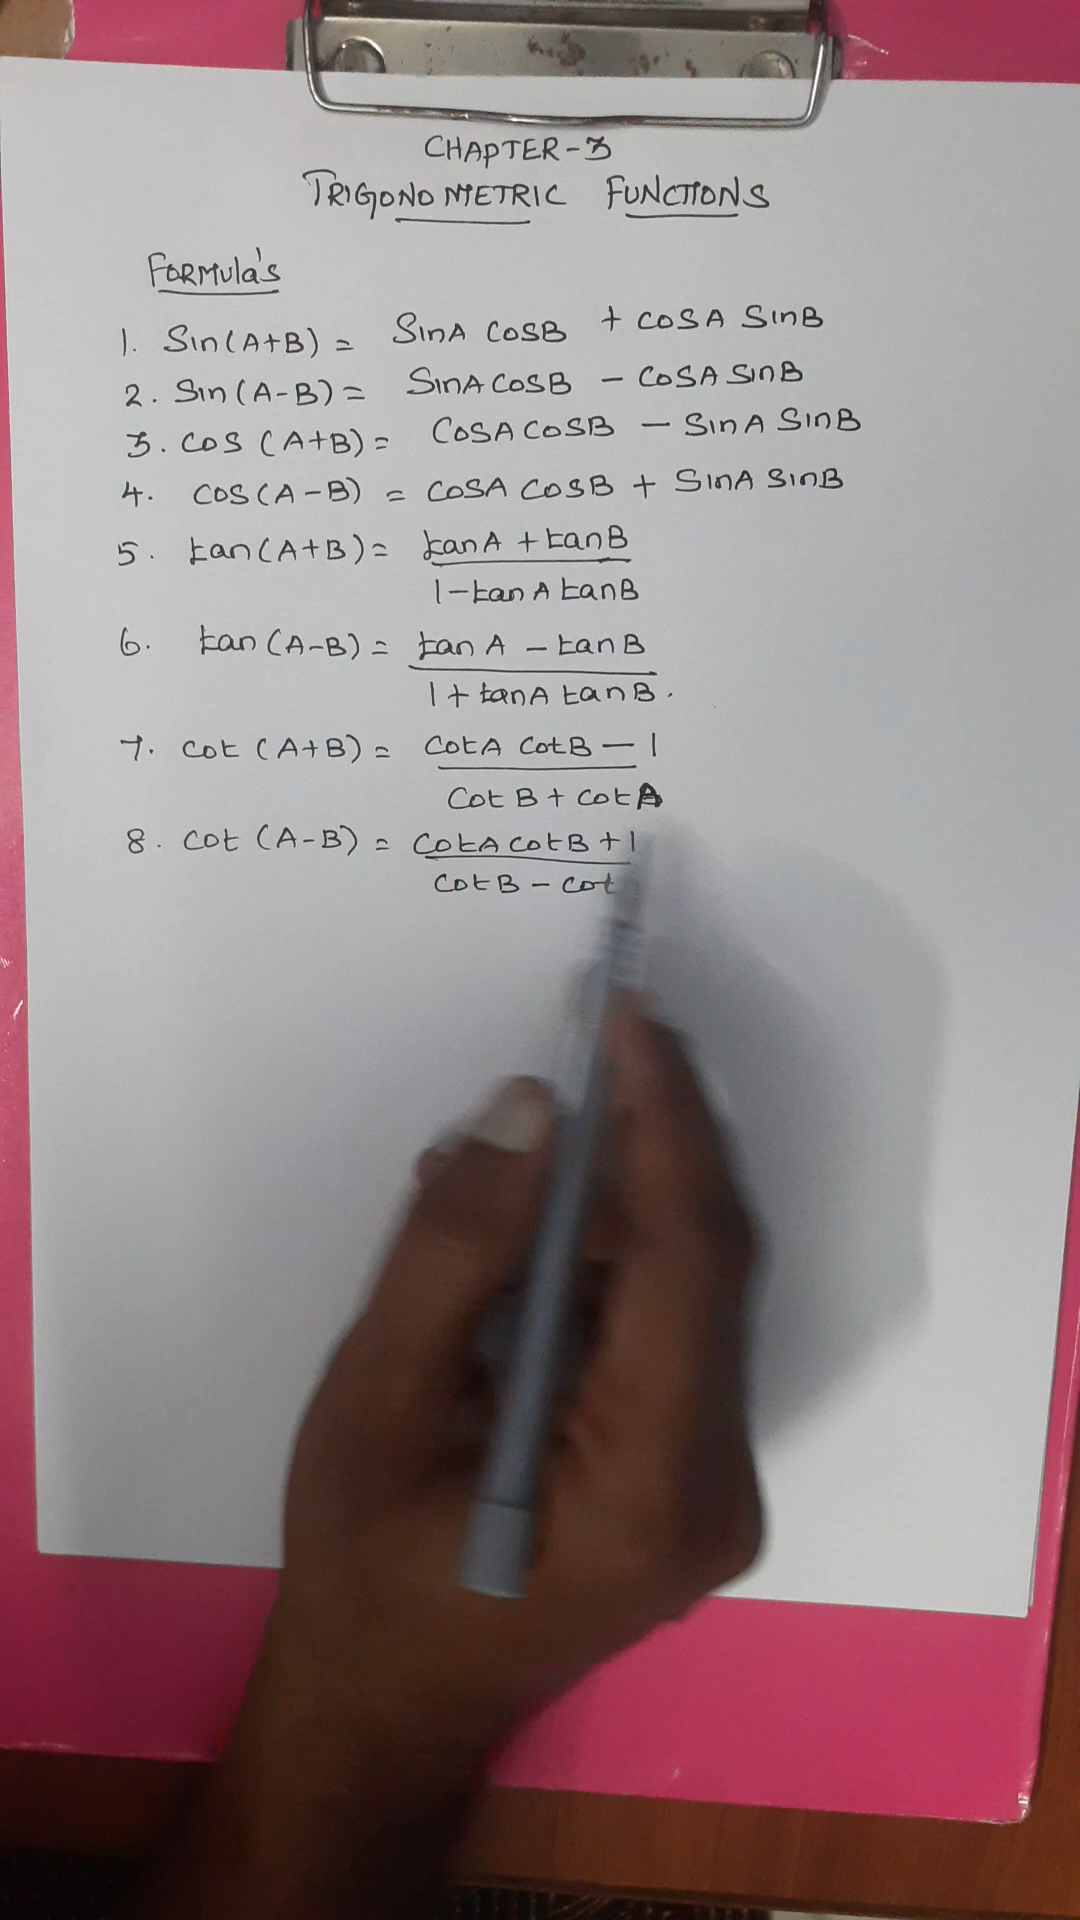 CHAPTER-3
TRIGONOMETRIC FUNCTIONS
FORMUla's
1. Sin(A+B) = SinA CosB + cosA SinB
2. Sin(A-B) = SinA CosB - CosA SinB
3. cos (A+B) = CosA CosB - SinA SinB
4. cos(A-B) = cosA cosB + SinA SinB
5. tan(A+B) = tanA + tanB
1-tanA tanB
6. tan(A-B) = tanA - tanB
1 + tanA tanB.
7. cot (A+B) = CotA CotB - 1
Cot B + cotA
8. cot (A-B) = CotA cotB +1
CotB - cot